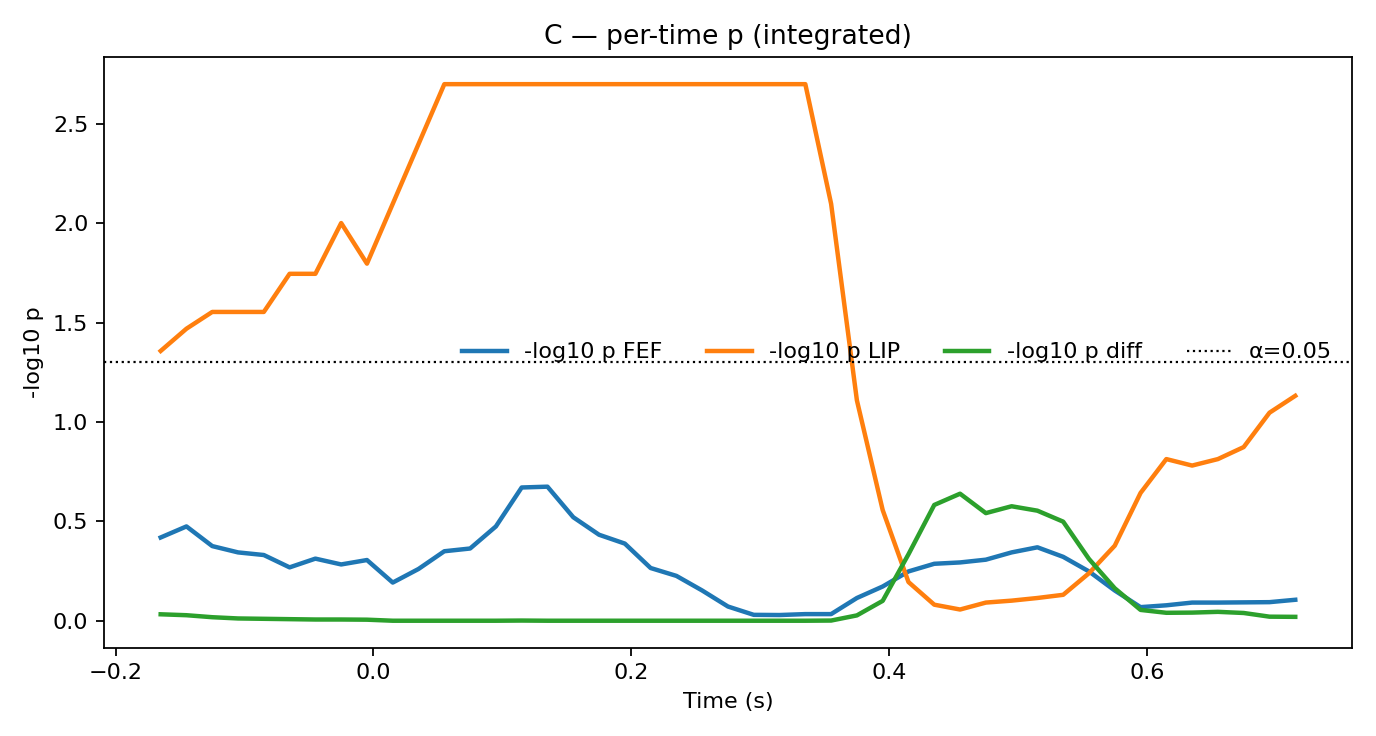 C — per-time p (integrated)
-log10 p
2.5
2.0
1.5
1.0
0.5
0.0
-log10 p FEF -log10 p LIP -log10 p diff α=0.05
−0.2 0.0 0.2 0.4 0.6
Time (s)